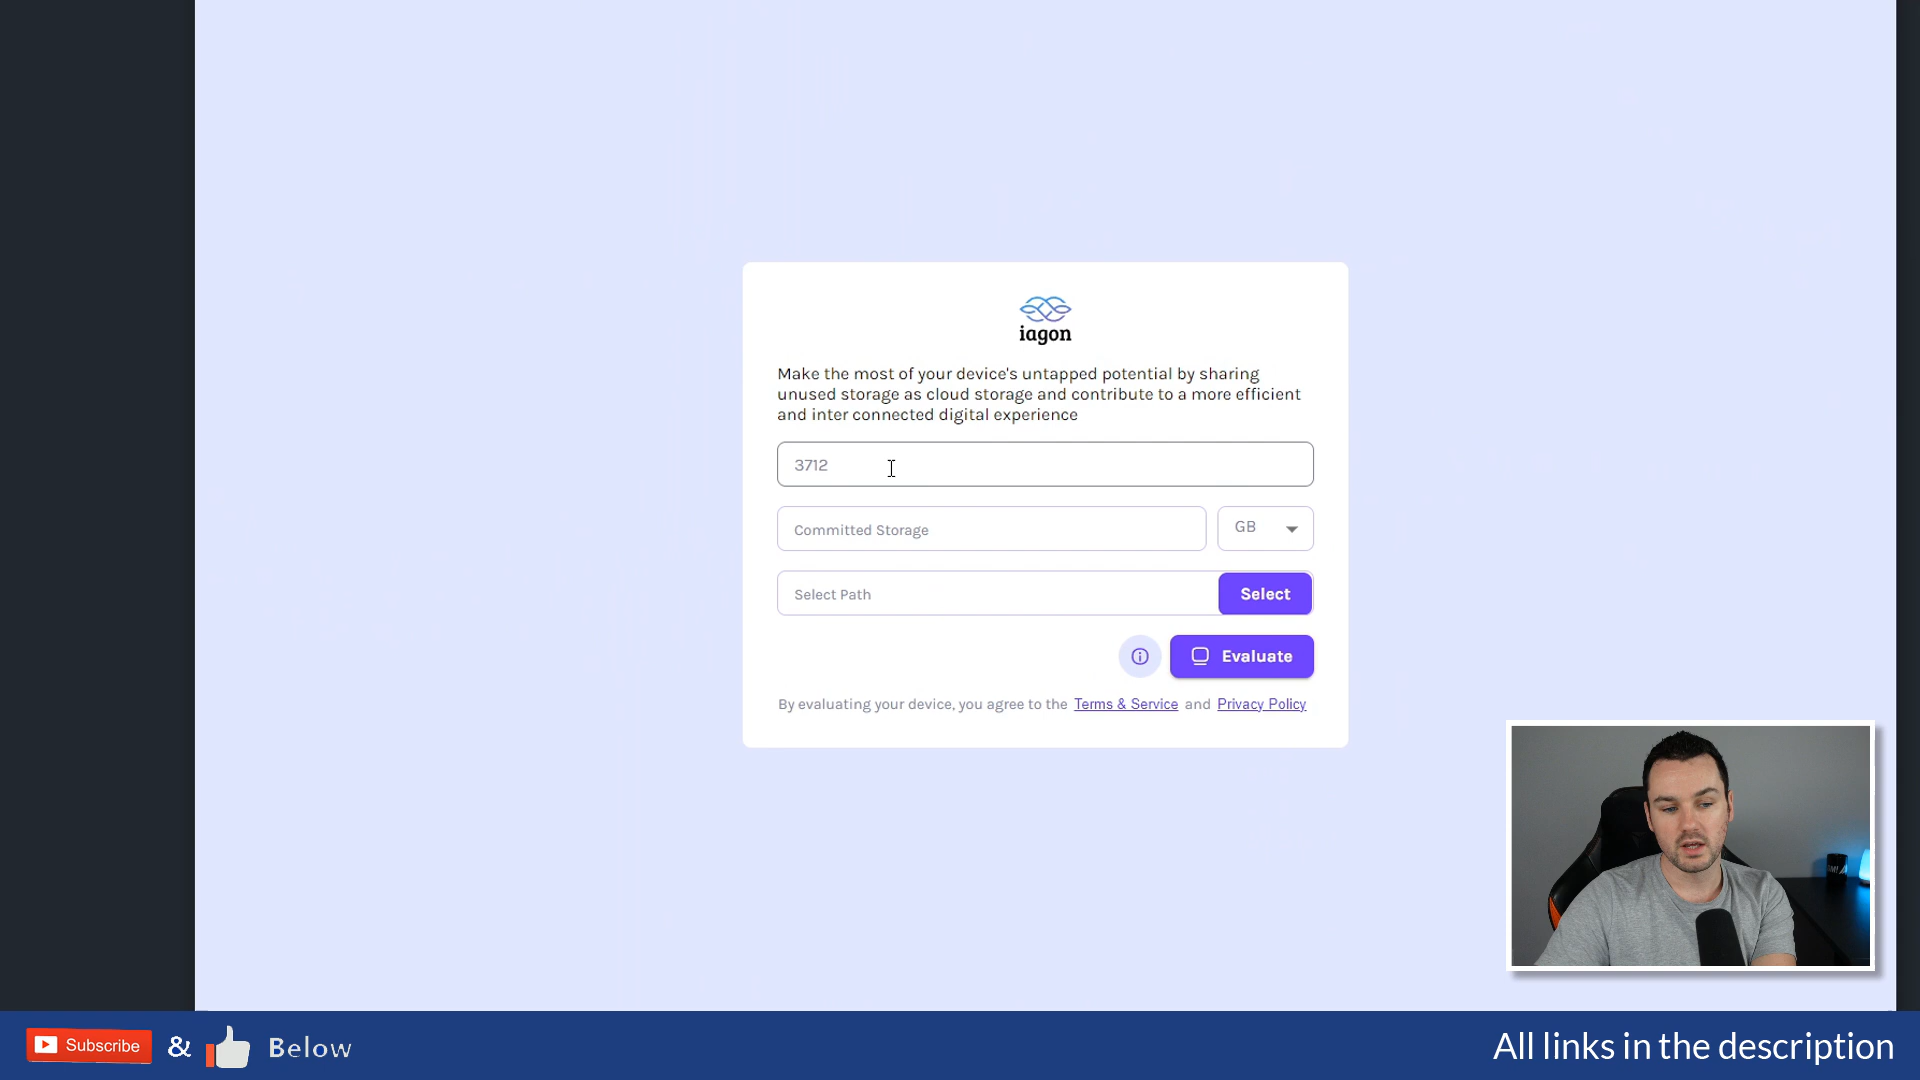 iagon
Make the most of your device's untapped potential by sharing
unused storage as cloud storage and contribute to a more efficient
and inter connected digital experience
3712
Committed Storage
GB
Select Path
Select
Evaluate
By evaluating your device, you agree to the Terms & Service and Privacy Policy
Subscribe & Below
All links in the description